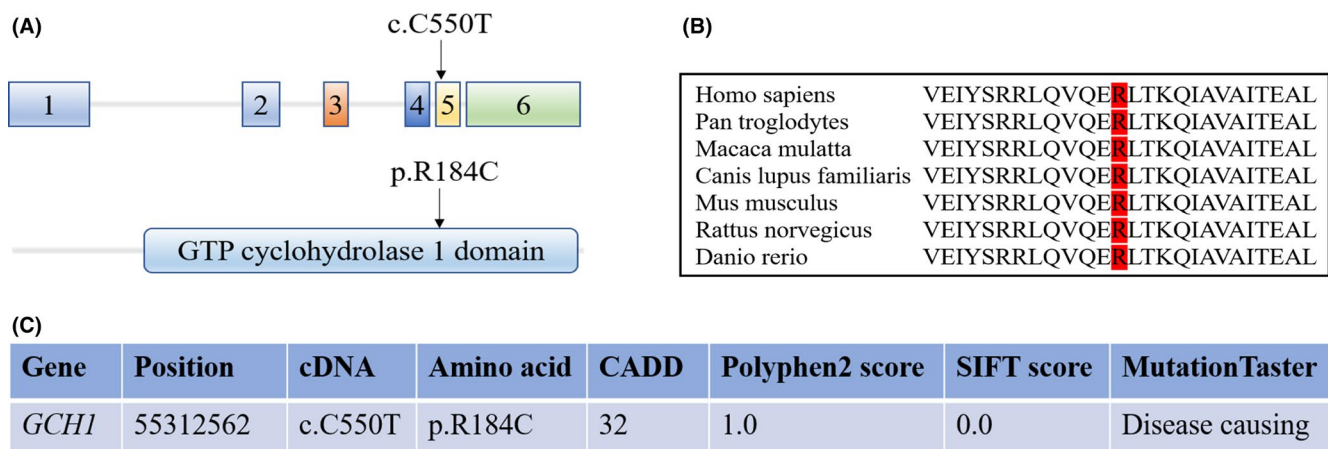 (A)
c.C550T
1 2 3 4 5 6
p.R184C
GTP cyclohydrolase 1 domain
(B)
Homo sapiens VEIYSRRLQVQERLTKQIAVAITEAL
Pan troglodytes VEIYSRRLQVQERLTKQIAVAITEAL
Macaca mulatta VEIYSRRLQVQERLTKQIAVAITEAL
Canis lupus familiaris VEIYSRRLQVQERLTKQIAVAITEAL
Mus musculus VEIYSRRLQVQERLTKQIAVAITEAL
Rattus norvegicus VEIYSRRLQVQERLTKQIAVAITEAL
Danio rerio VEIYSRRLQVQERLTKQIAVAITEAL
(C)
Gene Position cDNA Amino acid CADD Polyphen2 score SIFT score MutationTaster
GCH1 55312562 c.C550T p.R184C 32 1.0 0.0 Disease causing